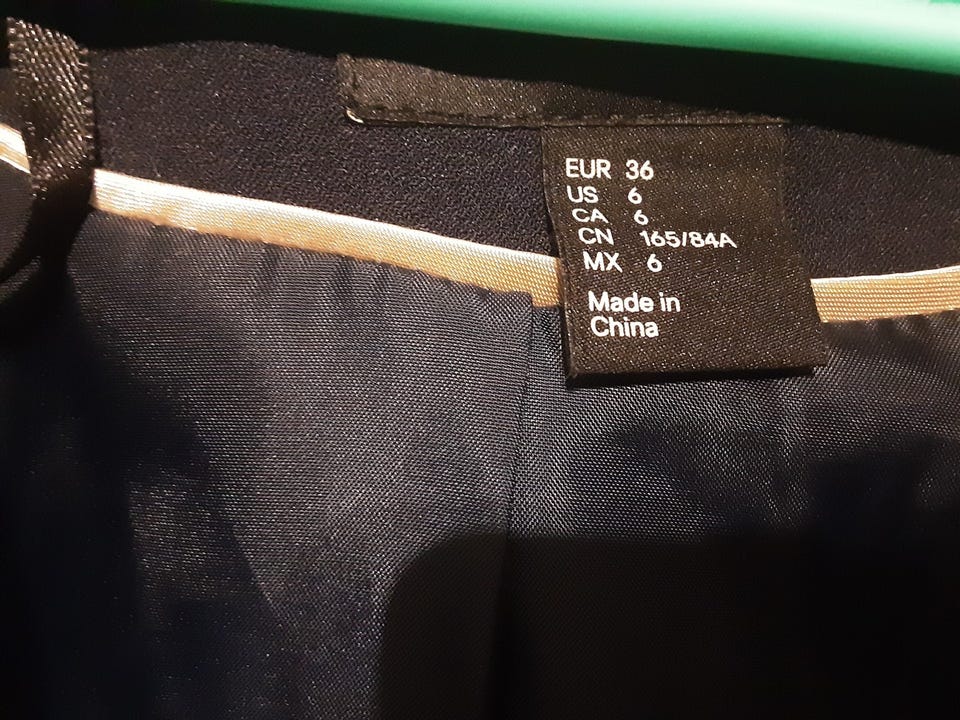 EUR 36
US 6
CA 6
CN 165/84A
MX 6
Made in
China